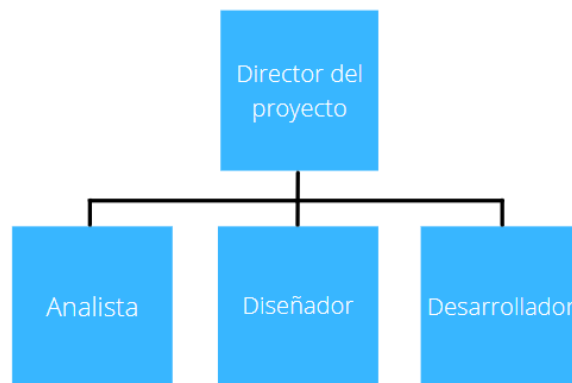 Director del
proyecto
Analista
Diseñador
Desarrollador